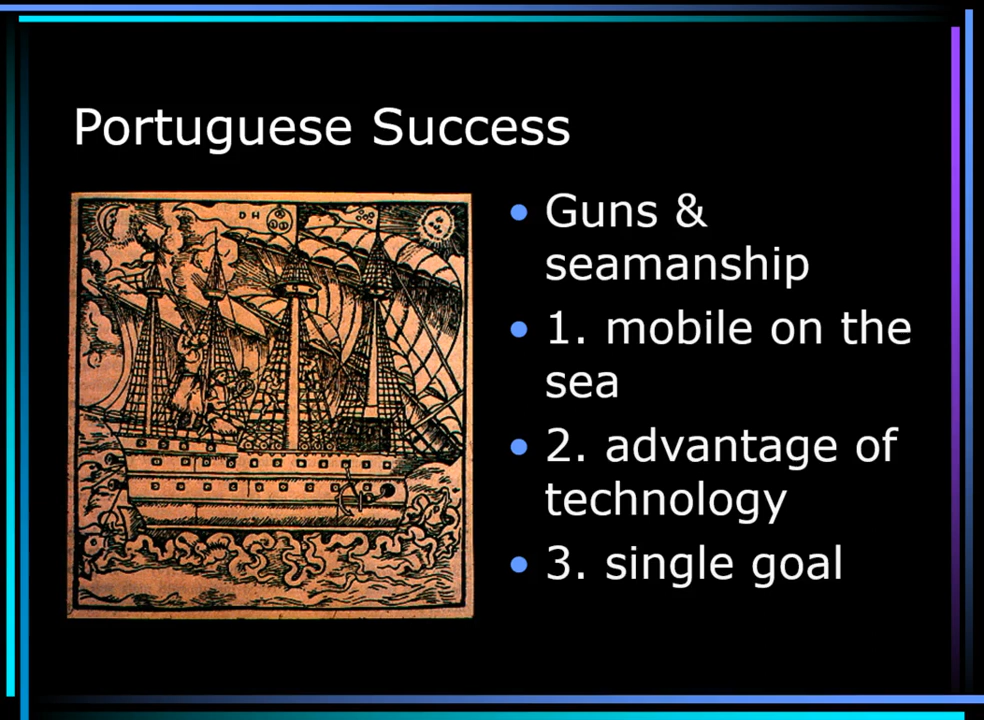 Portuguese Success
D H
• Guns &
seamanship
• 1. mobile on the
sea
• 2. advantage of
technology
• 3. single goal